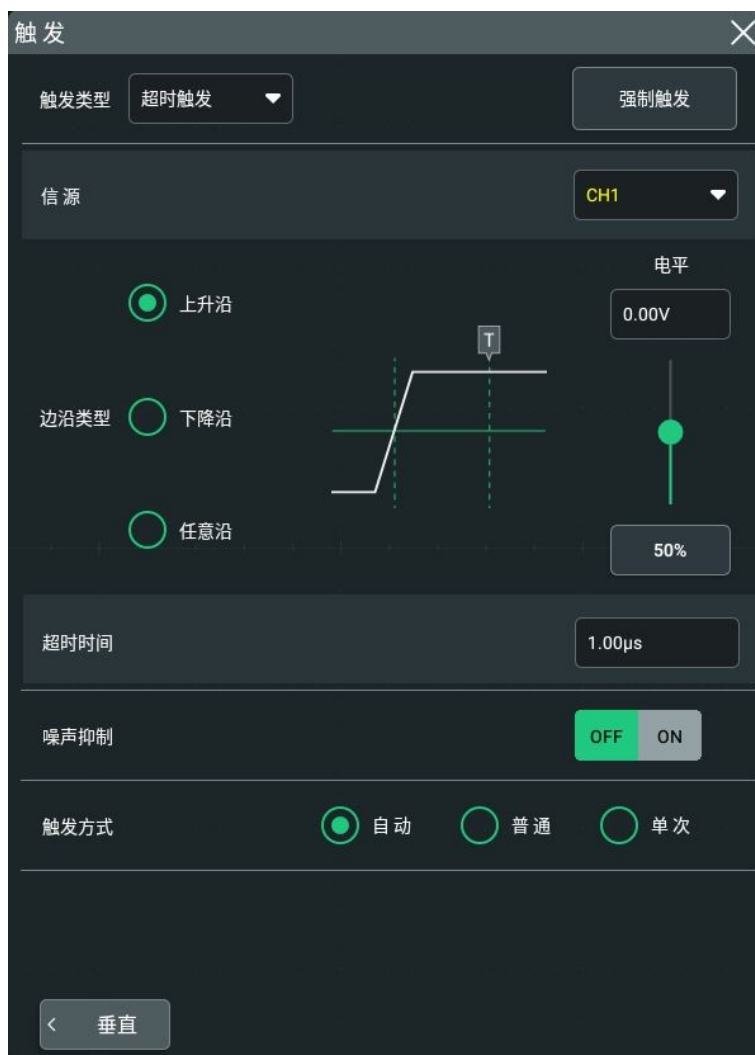 触发
触发类型 超时触发 强制触发
信源 CH1
电平
上升沿 0.00V
T
边沿类型 下降沿
任意沿
50%
超时时间 1.00µs
噪声抑制 OFF ON
触发方式 自动 普通 单次
< 垂直